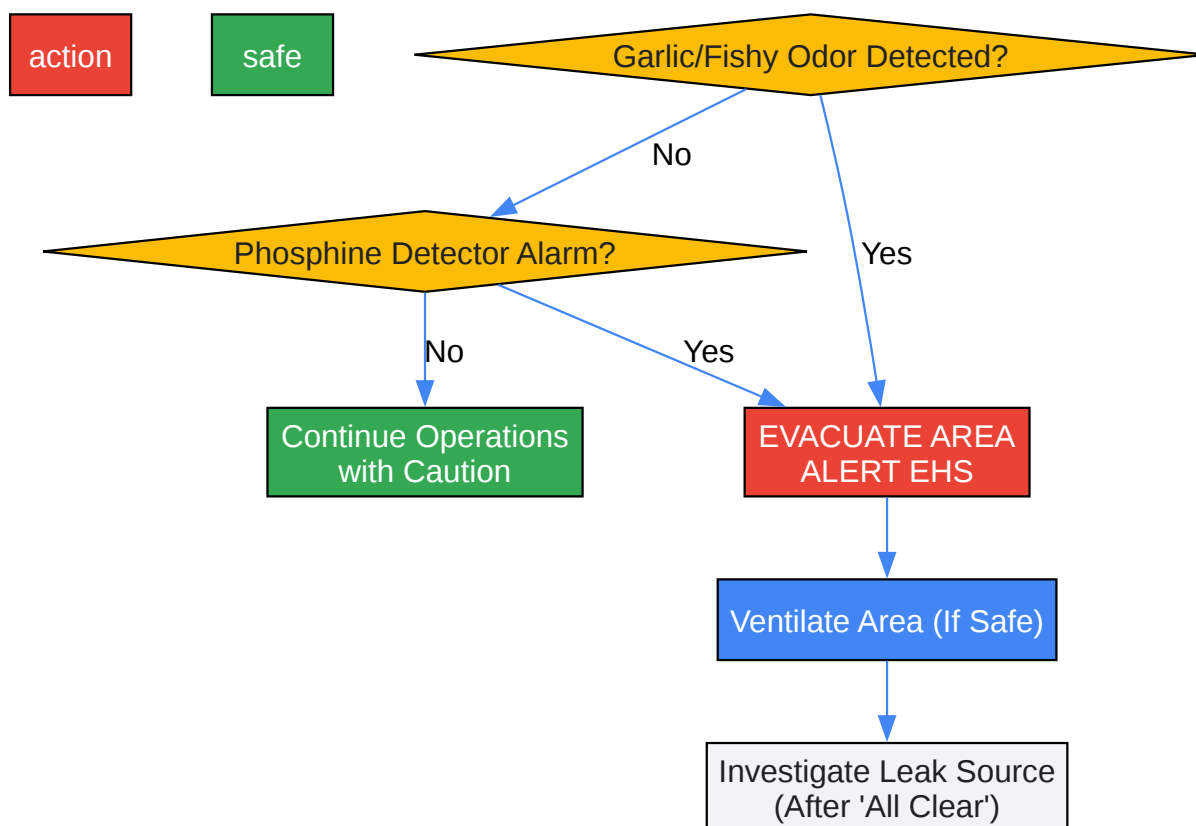 action
safe
Garlic/Fishy Odor Detected?
No
Phosphine Detector Alarm?
Yes
No
Yes
Continue Operations
with Caution
EVACUATE AREA
ALERT EHS
Ventilate Area (If Safe)
Investigate Leak Source
(After 'All Clear')